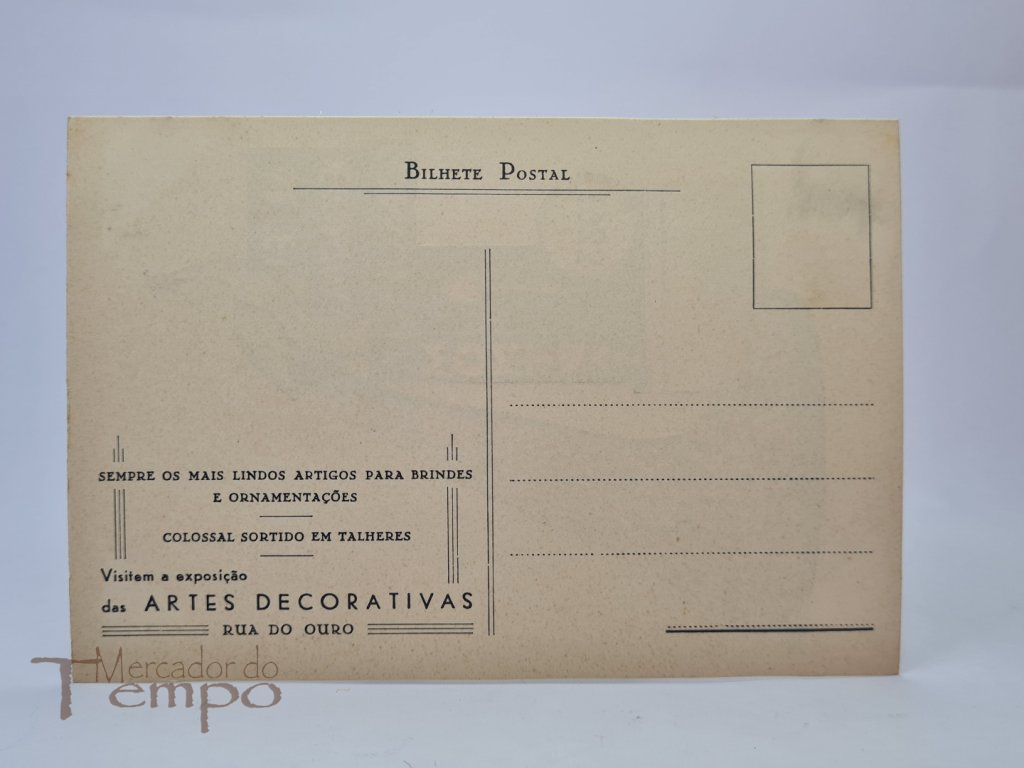 BILHETE POSTAL
SEMPRE OS MAIS LINDOS ARTIGOS PARA BRINDES
E ORNAMENTAÇÕES
COLOSSAL SORTIDO EM TALHERES
Visitem a exposição
das ARTES DECORATIVAS
RUA DO OURO
Mercador do
Tempo